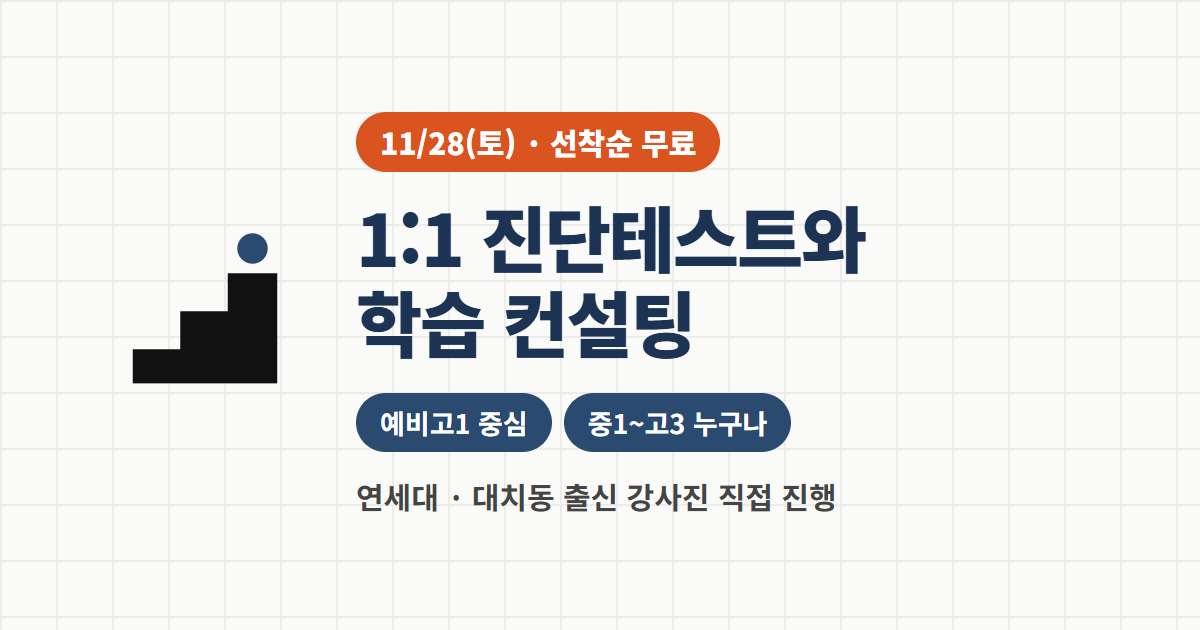 11/28(토) · 선착순 무료
1:1 진단테스트와
학습 컨설팅
예비고1 중심 중1~고3 누구나
연세대 · 대치동 출신 강사진 직접 진행